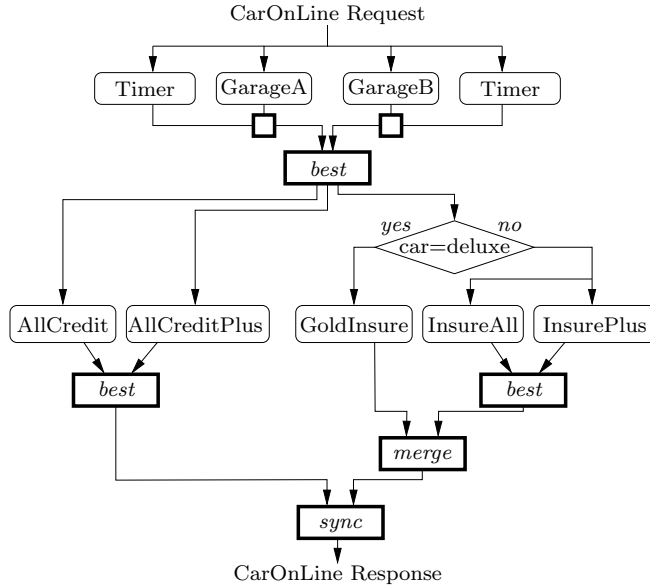 CarOnLine Request
Timer
GarageA
GarageB
Timer
best
yes
no
car=deluxe
AllCredit
AllCreditPlus
GoldInsure
InsureAll
InsurePlus
best
best
merge
sync
CarOnLine Response